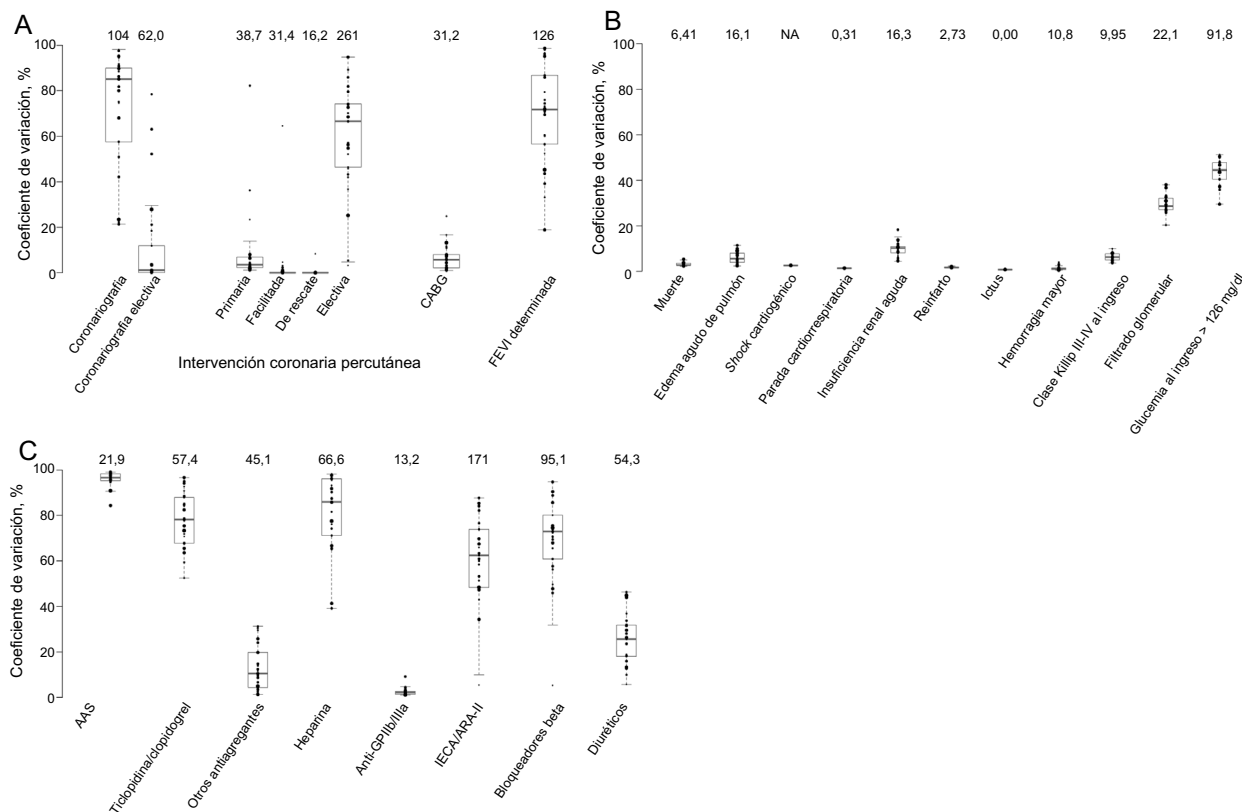 A
104 62,0 38,7 31,4 16,2 261 31,2 126
Coeficiente de variación, %
100
80
60
40
20
0
Coronariografía
Coronariografía electiva
Primaria
Facilitada
De rescate
Electiva
CABG
FEVI determinada
Intervención coronaria percutánea
B
6,41 16,1 NA 0,31 16,3 2,73 0,00 10,8 9,95 22,1 91,8
Coeficiente de variación, %
100
80
60
40
20
0
Muerte
Edema agudo de pulmón
Shock cardiogénico
Parada cardiorrespiratoria
Insuficiencia renal aguda
Reinfarto
Ictus
Hemorragia mayor
Clase Killip III-IV al ingreso
Filtrado glomerular
Glucemia al ingreso > 126 mg/dl
C
21,9 57,4 45,1 66,6 13,2 171 95,1 54,3
Coeficiente de variación, %
100
80
60
40
20
0
AAS
Ticlopidina/clopidogrel
Otros antiagregantes
Heparina
Anti-GPIIb/IIIa
IECA/ARA-II
Bloqueadores beta
Diuréticos